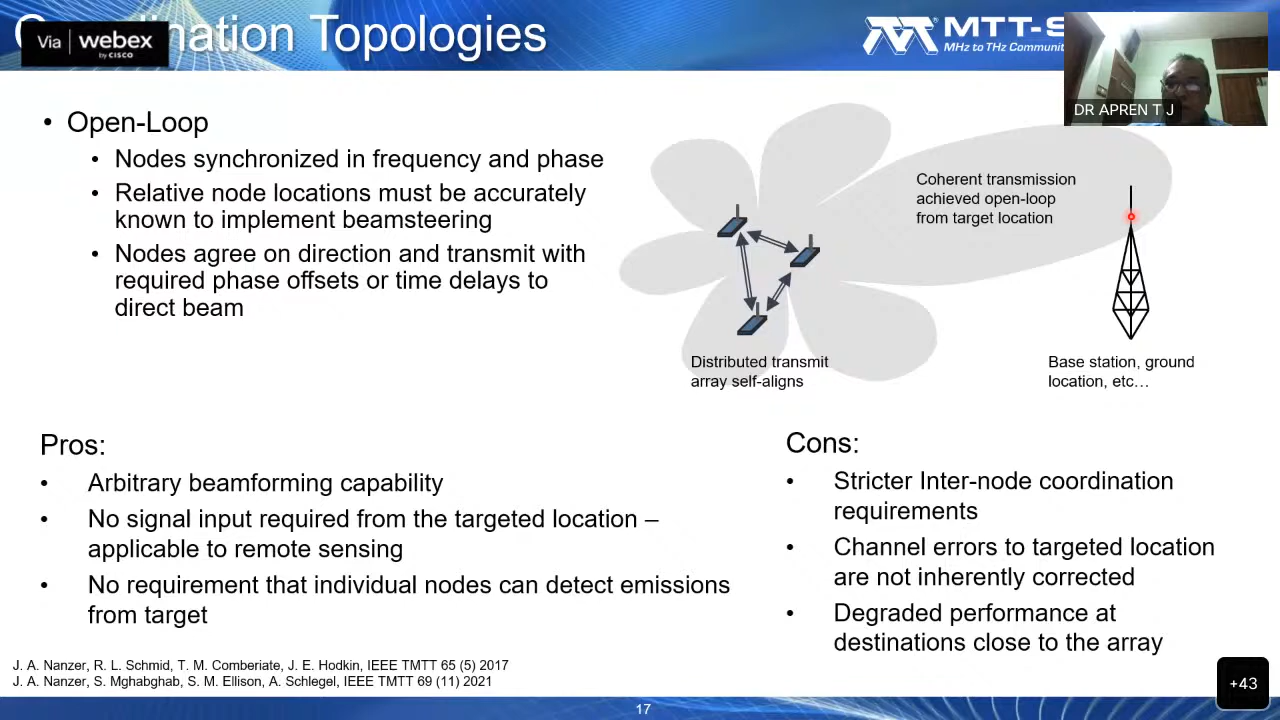 Via webex
by CISCO
ination Topologies
MTT-S
MHz to THz Communit
DR APREN T J
• Open-Loop
• Nodes synchronized in frequency and phase
• Relative node locations must be accurately
known to implement beamsteering
• Nodes agree on direction and transmit with
required phase offsets or time delays to
direct beam
Coherent transmission
achieved open-loop
from target location
Distributed transmit
array self-aligns
Base station, ground
location, etc…
Pros:
• Arbitrary beamforming capability
• No signal input required from the targeted location –
applicable to remote sensing
• No requirement that individual nodes can detect emissions
from target
Cons:
• Stricter Inter-node coordination
requirements
• Channel errors to targeted location
are not inherently corrected
• Degraded performance at
destinations close to the array
J. A. Nanzer, R. L. Schmid, T. M. Comberiate, J. E. Hodkin, IEEE TMTT 65 (5) 2017
J. A. Nanzer, S. Mghabghab, S. M. Ellison, A. Schlegel, IEEE TMTT 69 (11) 2021
+43
17